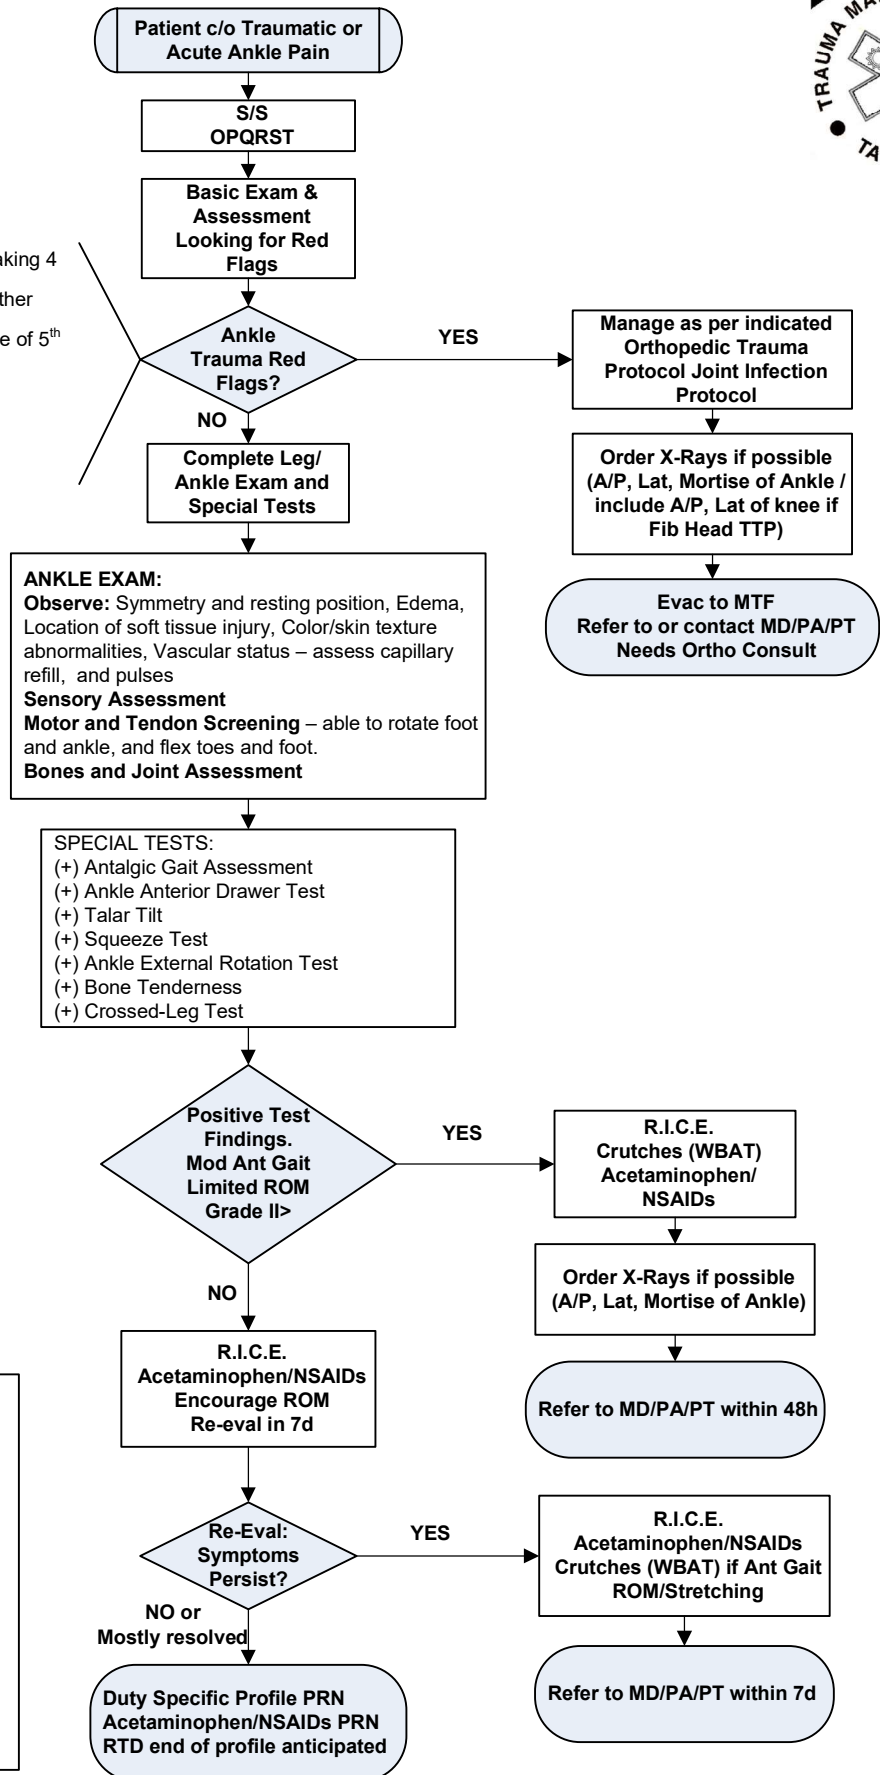 Patient c/o Traumatic or
Acute Ankle Pain
TRAUMA
S/S
OPQRST
Basic Exam &
Assessment
Looking for Red
Flags
aking 4
ther
e of 5th
Ankle
Trauma Red
Flags?
YES
Manage as per indicated
Orthopedic Trauma
Protocol Joint Infection
Protocol
NO
Complete Leg/
Ankle Exam and
Special Tests
Order X-Rays if possible
(A/P, Lat, Mortise of Ankle /
include A/P, Lat of knee if
Fib Head TTP)
Evac to MTF
Refer to or contact MD/PA/PT
Needs Ortho Consult
ANKLE EXAM:
Observe: Symmetry and resting position, Edema,
Location of soft tissue injury, Color/skin texture
abnormalities, Vascular status – assess capillary
refill, and pulses
Sensory Assessment
Motor and Tendon Screening – able to rotate foot
and ankle, and flex toes and foot.
Bones and Joint Assessment
SPECIAL TESTS:
(+) Antalgic Gait Assessment
(+) Ankle Anterior Drawer Test
(+) Talar Tilt
(+) Squeeze Test
(+) Ankle External Rotation Test
(+) Bone Tenderness
(+) Crossed-Leg Test
Positive Test
Findings.
Mod Ant Gait
Limited ROM
Grade II>
YES
R.I.C.E.
Crutches (WBAT)
Acetaminophen/
NSAIDs
Order X-Rays if possible
(A/P, Lat, Mortise of Ankle)
Refer to MD/PA/PT within 48h
NO
R.I.C.E.
Acetaminophen/NSAIDs
Encourage ROM
Re-eval in 7d
Re-Eval:
Symptoms
Persist?
YES
R.I.C.E.
Acetaminophen/NSAIDs
Crutches (WBAT) if Ant Gait
ROM/Stretching
Refer to MD/PA/PT within 7d
NO or
Mostly resolved
Duty Specific Profile PRN
Acetaminophen/NSAIDs PRN
RTD end of profile anticipated